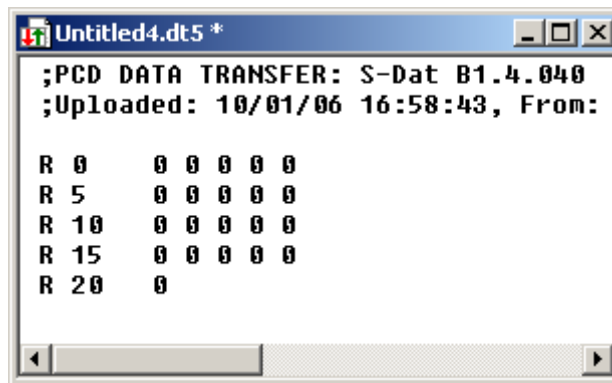 Untitled4.dt5 *
;PCD DATA TRANSFER: S-Dat B1.4.040
;Uploaded: 10/01/06 16:58:43, From:
R 0 0 0 0 0 0
R 5 0 0 0 0 0
R 10 0 0 0 0 0
R 15 0 0 0 0 0
R 20 0